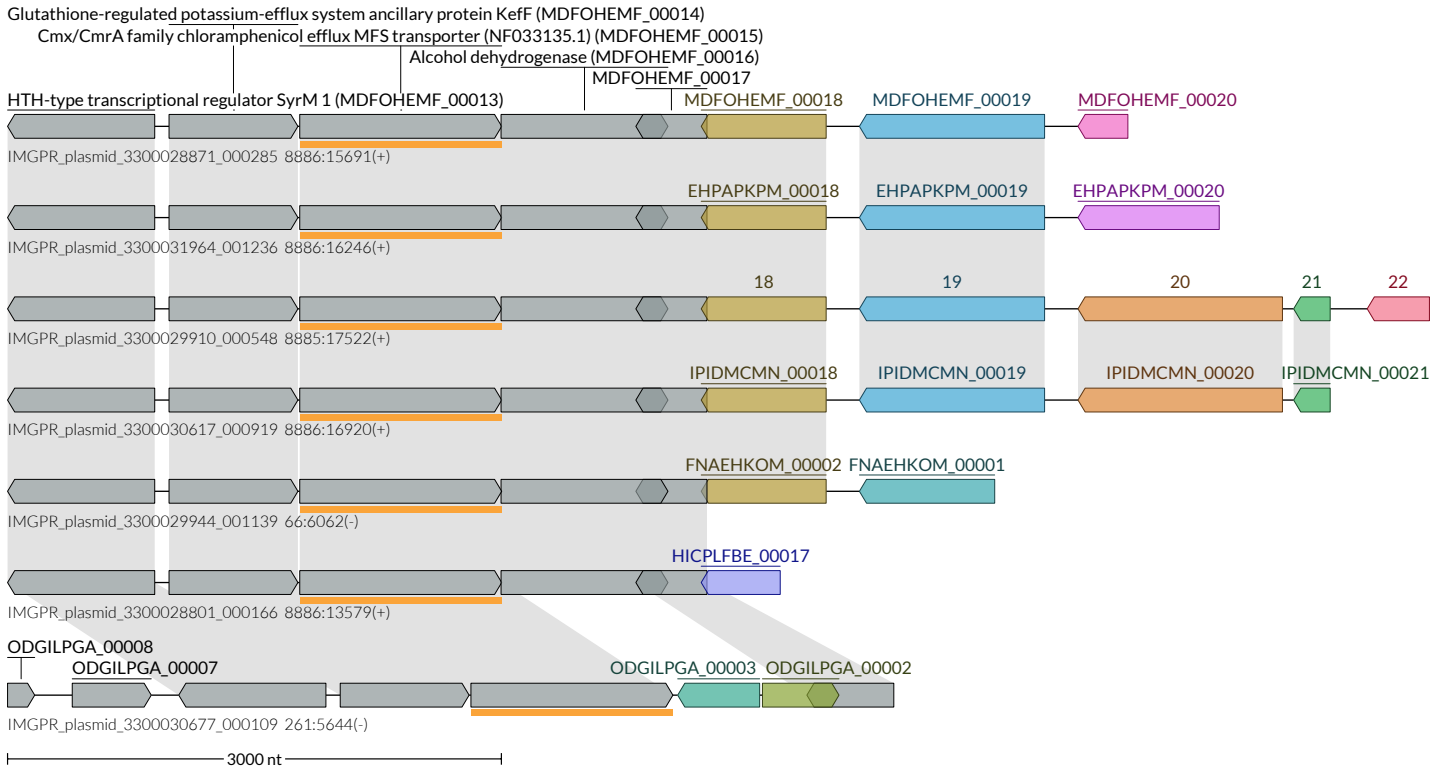 Glutathione-regulated potassium-efflux system ancillary protein KefF (MDFOHEMF_00014)
Cmx/CmrA family chloramphenicol efflux MFS transporter (NF033135.1) (MDFOHEMF_00015)
Alcohol dehydrogenase (MDFOHEMF_00016)
MDFOHEMF_00017
HTH-type transcriptional regulator SyrM 1 (MDFOHEMF_00013) MDFOHEMF_00018 MDFOHEMF_00019 MDFOHEMF_00020
IMGPR_plasmid_3300028871_000285 8886:15691(+)
EHPAPKPM_00018 EHPAPKPM_00019 EHPAPKPM_00020
IMGPR_plasmid_3300031964_001236 8886:16246(+)
18 19 20 21 22
IMGPR_plasmid_3300029910_000548 8885:17522(+)
IPIDMCMN_00018 IPIDMCMN_00019 IPIDMCMN_00020 IPIDMCMN_00021
IMGPR_plasmid_3300030617_000919 8886:16920(+)
FNAEHKOM_00002 FNAEHKOM_00001
IMGPR_plasmid_3300029944_001139 66:6062(-)
HICPLFBE_00017
IMGPR_plasmid_3300028801_000166 8886:13579(+)
ODGILPGA_00008
ODGILPGA_00007 ODGILPGA_00003 ODGILPGA_00002
IMGPR_plasmid_3300030677_000109 261:5644(-)
3000 nt